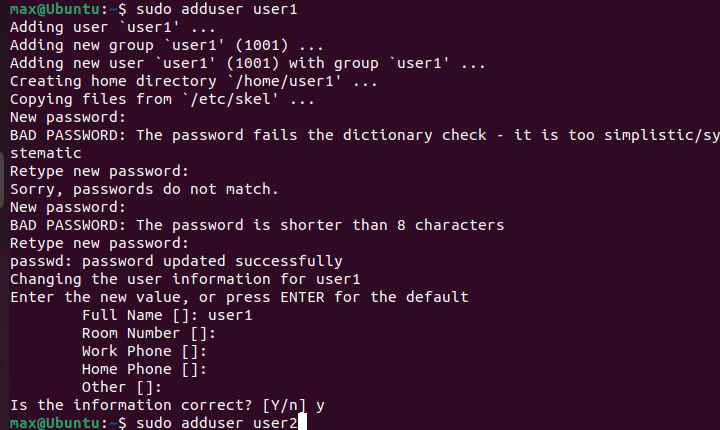 max@Ubuntu:~$ sudo adduser user1
Adding user `user1' ...
Adding new group `user1' (1001) ...
Adding new user `user1' (1001) with group `user1' ...
Creating home directory `/home/user1' ...
Copying files from `/etc/skel' ...
New password:
BAD PASSWORD: The password fails the dictionary check - it is too simplistic/sy
stematic
Retype new password:
Sorry, passwords do not match.
New password:
BAD PASSWORD: The password is shorter than 8 characters
Retype new password:
passwd: password updated successfully
Changing the user information for user1
Enter the new value, or press ENTER for the default
Full Name []: user1
Room Number []:
Work Phone []:
Home Phone []:
Other []:
Is the information correct? [Y/n] y
max@Ubuntu:~$ sudo adduser user2